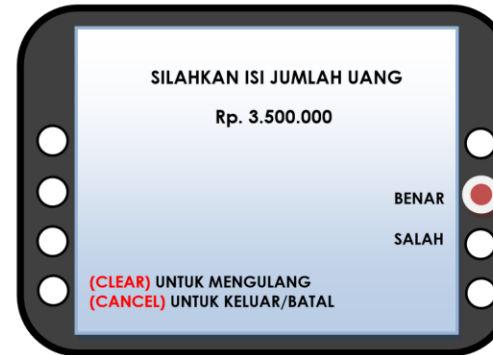 SILAHKAN ISI JUMLAH UANG
Rp. 3.500.000
BENAR
SALAH
(CLEAR) UNTUK MENGULANG
(CANCEL) UNTUK KELUAR/BATAL